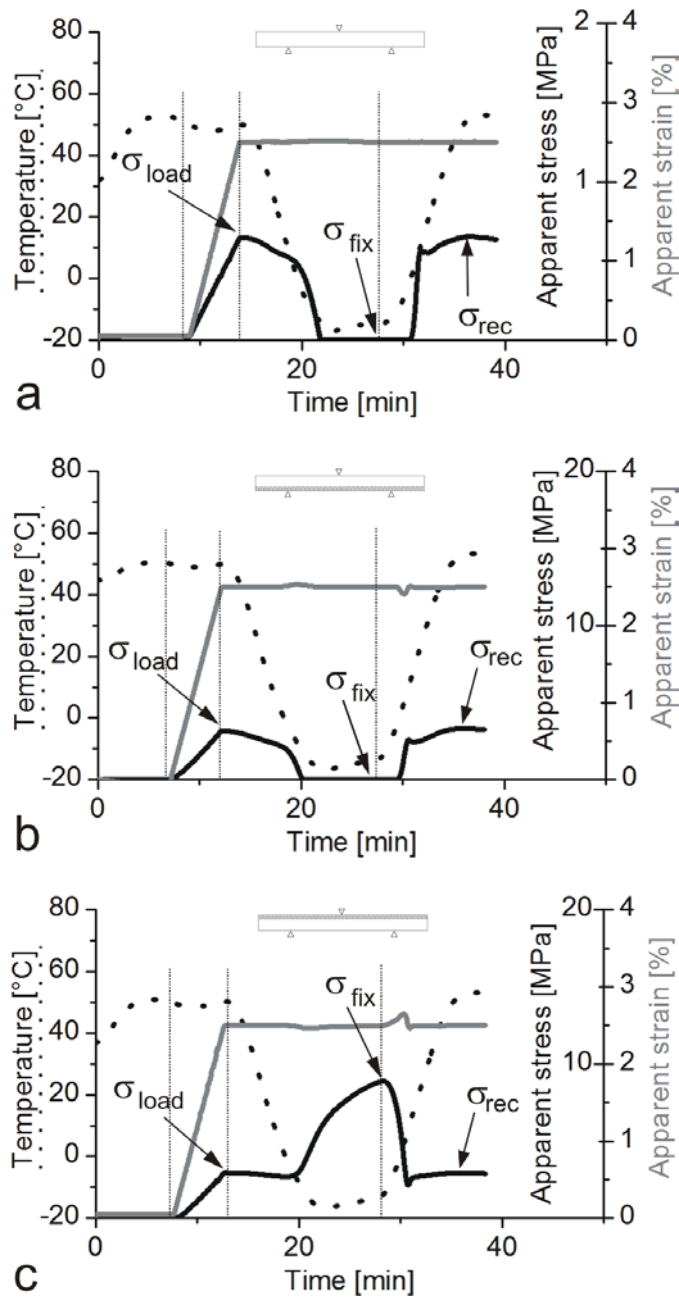 80
60
40
20
0
-20
Temperature [°C]
σload
σfix
σrec
2
1
0
Apparent stress [MPa]
4
3
2
1
0
Apparent strain [%]
0
20
40
Time [min]
a
80
60
40
20
0
-20
Temperature [°C]
σload
σfix
σrec
20
10
0
Apparent stress [MPa]
4
3
2
1
0
Apparent strain [%]
0
20
40
Time [min]
b
80
60
40
20
0
-20
Temperature [°C]
σload
σfix
σrec
20
10
0
Apparent stress [MPa]
4
3
2
1
0
Apparent strain [%]
0
20
40
Time [min]
c